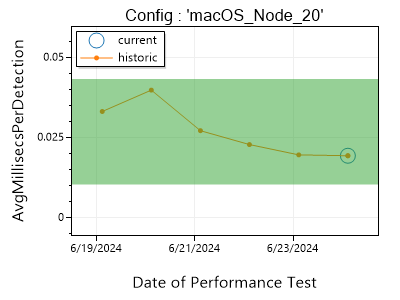 Config : 'macOS_Node_20'
current
historic
AvgMillisecsPerDetection
0.05
0.025
0
6/19/2024 6/21/2024 6/23/2024
Date of Performance Test